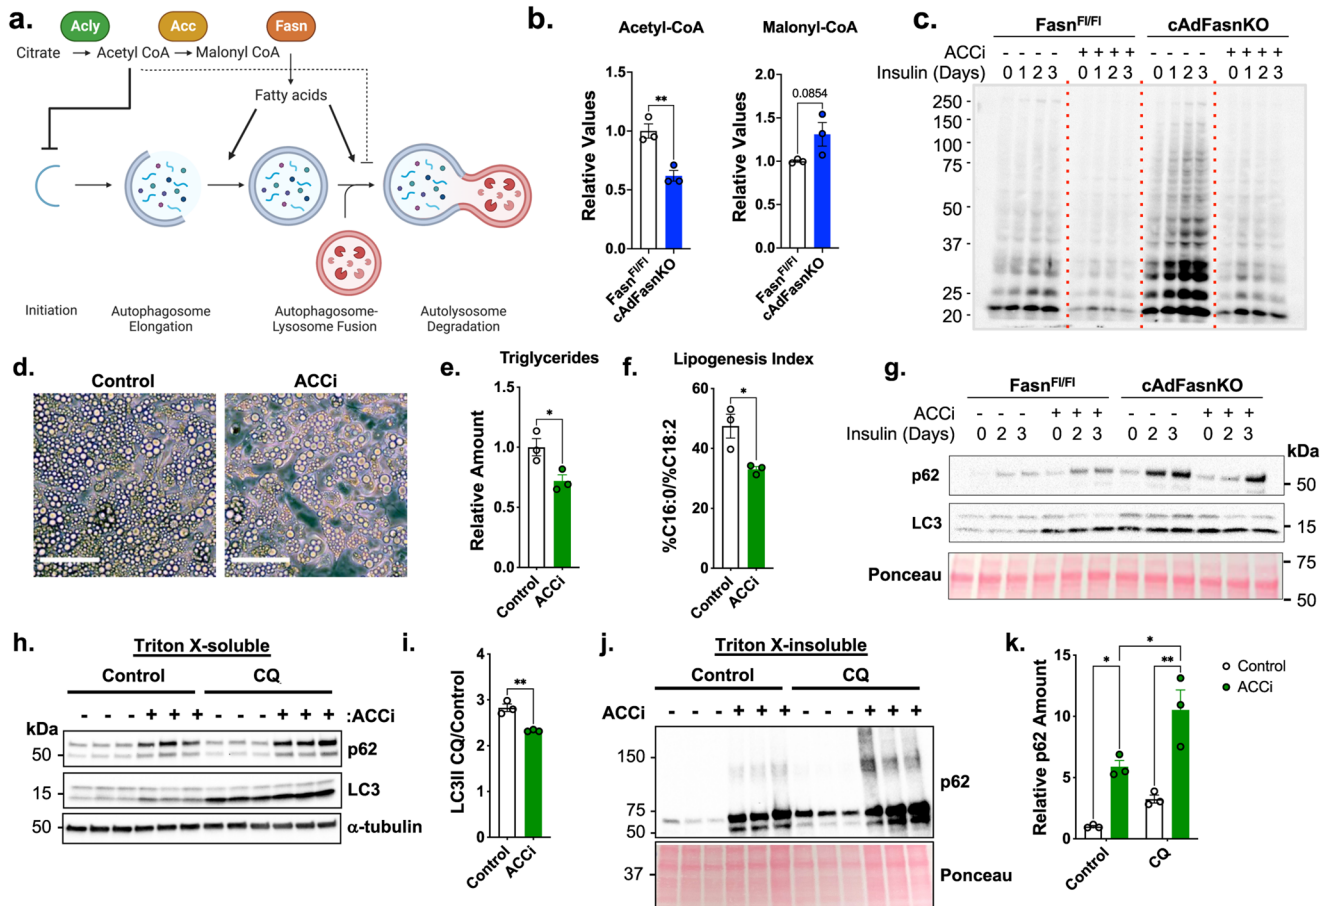 a.
Acly
Acc
Fasn
Citrate
Acetyl CoA
Malonyl CoA
Fatty acids
Initiation
Autophagosome
Elongation
Autophagosome-
Lysosome Fusion
Autolysosome
Degradation
b.
Acetyl-CoA
Relative Values
1.5
1.0
0.5
0.0
**
FasnFl/Fl
cAdFasnKO
Malonyl-CoA
Relative Values
2.0
1.5
1.0
0.5
0.0
0.0854
FasnFl/Fl
cAdFasnKO
c.
FasnFl/Fl
cAdFasnKO
ACCi - - - - + + + + - - - - + + + +
Insulin (Days) 0 1 2 3 0 1 2 3 0 1 2 3 0 1 2 3
250
150
100
75
50
37
25
20
d.
Control
ACCi
e.
Triglycerides
Relative Amount
1.5
1.0
0.5
0.0
*
Control
ACCi
f.
Lipogenesis Index
%C16:0/%C18:2
60
40
20
0
*
Control
ACCi
g.
FasnFl/Fl
cAdFasnKO
ACCi - - - + + + - - - + + +
Insulin (Days) 0 2 3 0 2 3 0 2 3 0 2 3
kDa
p62
50
LC3
15
Ponceau
75
50
h.
Triton X-soluble
Control
CQ
- - - + + + - - - + + + :ACCi
kDa
50
p62
15
LC3
50
α-tubulin
i.
LC3II CQ/Control
4
3
2
1
0
**
Control
ACCi
j.
Triton X-insoluble
Control
CQ
ACCi - - - + + + - - - + + +
150
75
50
p62
37
Ponceau
k.
Relative p62 Amount
15
10
5
0
*
*
**
Control
ACCi
Control
CQ